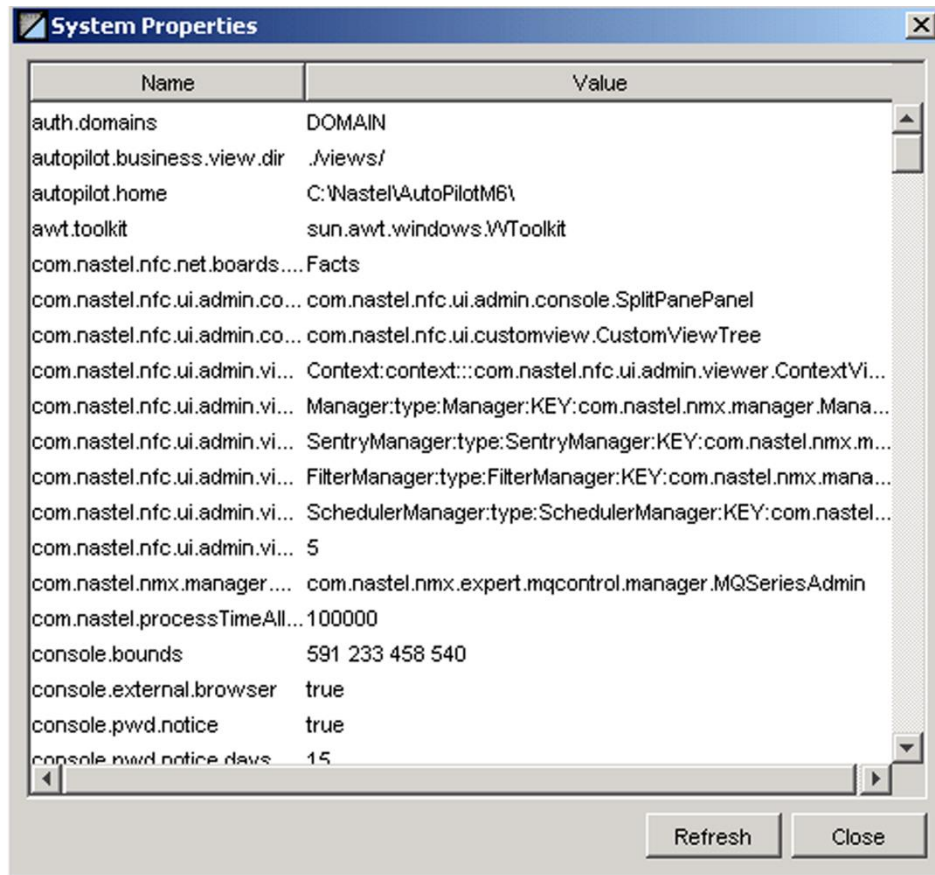 System Properties
Name Value
auth.domains DOMAIN
autopilot.business.view.dir ./views/
autopilot.home C:\Nastel\AutoPilotM6\
awt.toolkit sun.awt.windows.WToolkit
com.nastel.nfc.net.boards.... Facts
com.nastel.nfc.ui.admin.co... com.nastel.nfc.ui.admin.console.SplitPanePanel
com.nastel.nfc.ui.admin.co... com.nastel.nfc.ui.customview.CustomViewTree
com.nastel.nfc.ui.admin.vi... Context:context:::com.nastel.nfc.ui.admin.viewer.ContextVi...
com.nastel.nfc.ui.admin.vi... Manager:type:Manager:KEY:com.nastel.nmx.manager.Mana...
com.nastel.nfc.ui.admin.vi... SentryManager:type:SentryManager:KEY:com.nastel.nmx.m...
com.nastel.nfc.ui.admin.vi... FilterManager:type:FilterManager:KEY:com.nastel.nmx.mana...
com.nastel.nfc.ui.admin.vi... SchedulerManager:type:SchedulerManager:KEY:com.nastel...
com.nastel.nfc.ui.admin.vi... 5
com.nastel.nmx.manager.... com.nastel.nmx.expert.mqcontrol.manager.MQSeriesAdmin
com.nastel.processTimeAll... 100000
console.bounds 591 233 458 540
console.external.browser true
console.pwd.notice true
console.pwd.notice.days 15
Refresh Close